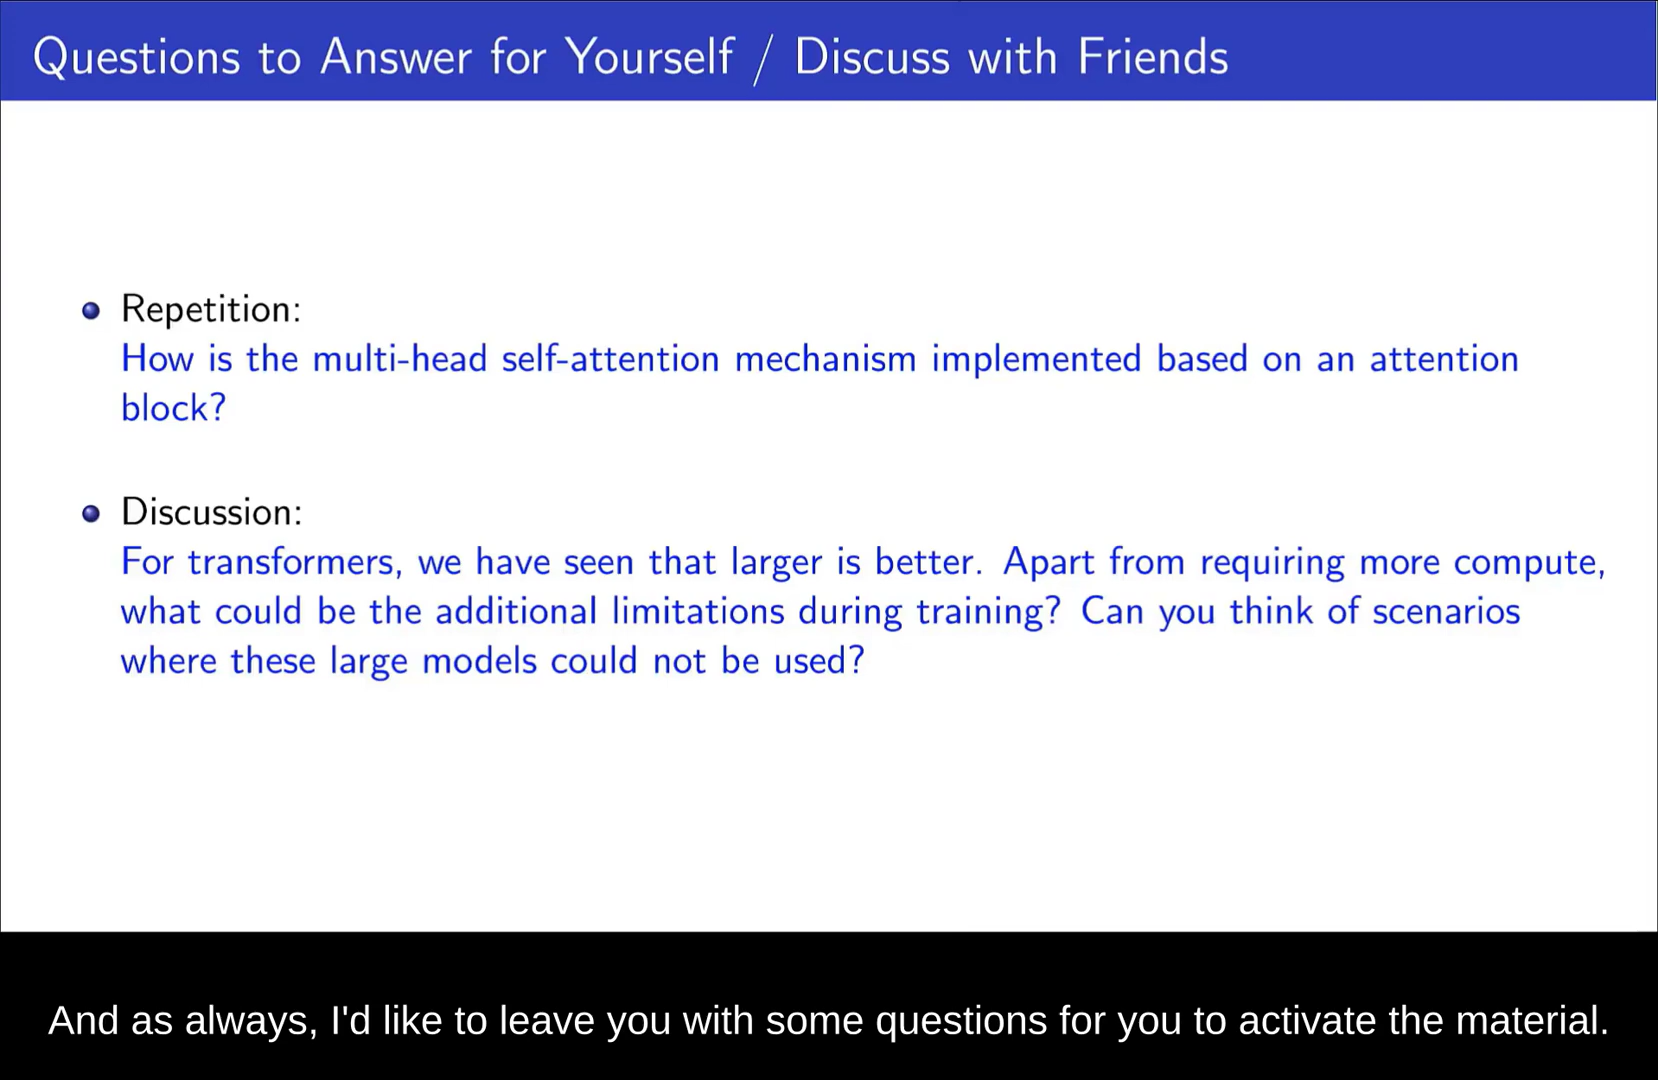 Questions to Answer for Yourself / Discuss with Friends
Repetition:
How is the multi-head self-attention mechanism implemented based on an attention
block?
Discussion:
For transformers, we have seen that larger is better. Apart from requiring more compute,
what could be the additional limitations during training? Can you think of scenarios
where these large models could not be used?
And as always, I'd like to leave you with some questions for you to activate the material.